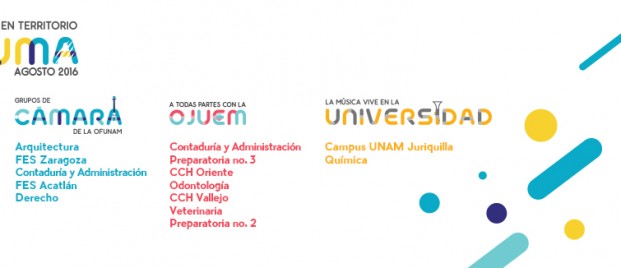 EN TERRITORIO
UMA
AGOSTO 2016
GRUPOS DE
CÁMARA
DE LA OFUNAM
Arquitectura
FES Zaragoza
Contaduría y Administración
FES Acatlán
Derecho
A TODAS PARTES CON LA
OJUEM
Contaduría y Administración
Preparatoria no. 3
CCH Oriente
Odontología
CCH Vallejo
Veterinaria
Preparatoria no. 2
LA MÚSICA VIVE EN LA
UNIVERSIDAD
Campus UNAM Juriquilla
Química